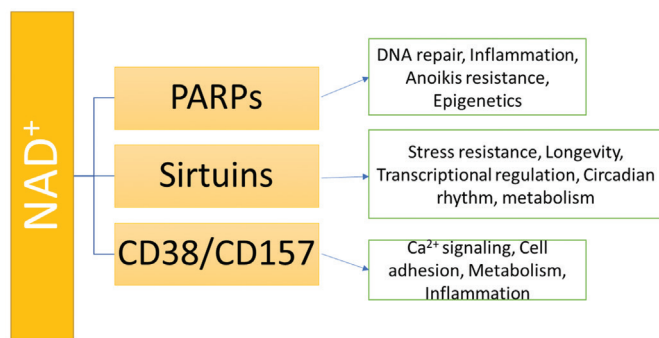 NAD⁺
PARPs
DNA repair, Inflammation,
Anoikis resistance,
Epigenetics
Sirtuins
Stress resistance, Longevity,
Transcriptional regulation, Circadian
rhythm, metabolism
CD38/CD157
Ca²⁺ signaling, Cell
adhesion, Metabolism,
Inflammation